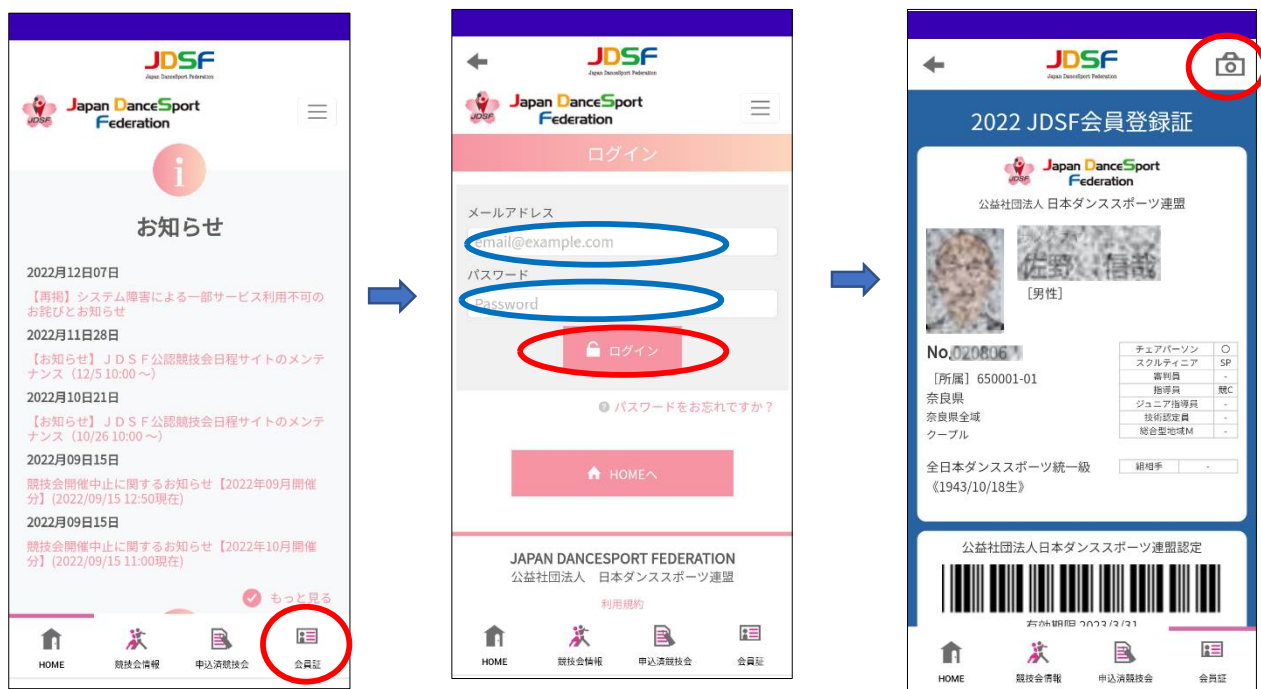 JDSF
Japan DanceSport Federation
JDSF
Japan DanceSport
Federation
i
お知らせ
2022月12日07日
【再掲】システム障害による一部サービス利用不可の
お詫びとお知らせ
2022月11日28日
【お知らせ】ＪＤＳＦ公認競技会日程サイトのメンテ
ナンス（12/5 10:00～）
2022月10日21日
【お知らせ】ＪＤＳＦ公認競技会日程サイトのメンテ
ナンス（10/26 10:00～）
2022月09日15日
競技会開催中止に関するお知らせ【2022年09月開催
分】(2022/09/15 12:50現在)
2022月09日15日
競技会開催中止に関するお知らせ【2022年10月開催
分】(2022/09/15 11:00現在)
もっと見る
HOME 競技会情報 申込済競技会 会員証
JDSF
Japan DanceSport Federation
JDSF
Japan DanceSport
Federation
ログイン
メールアドレス
email@example.com
パスワード
Password
ログイン
パスワードをお忘れですか？
HOMEへ
JAPAN DANCESPORT FEDERATION
公益社団法人　日本ダンススポーツ連盟
利用規約
HOME 競技会情報 申込済競技会 会員証
JDSF
Japan DanceSport Federation
2022 JDSF会員登録証
JDSF
Japan DanceSport
Federation
公益社団法人 日本ダンススポーツ連盟
佐野 信哉
［男性］
No.020806
［所属］650001-01
奈良県
奈良県全域
クーブル
チェアパーソン ○
スクルティニア SP
審判員 -
指導員 競C
ジュニア指導員 -
技術認定員 -
総合型地域M -
全日本ダンススポーツ統一級
組相手 -
《1943/10/18生》
公益社団法人日本ダンススポーツ連盟認定
有効期限 2023/3/31
HOME 競技会情報 申込済競技会 会員証